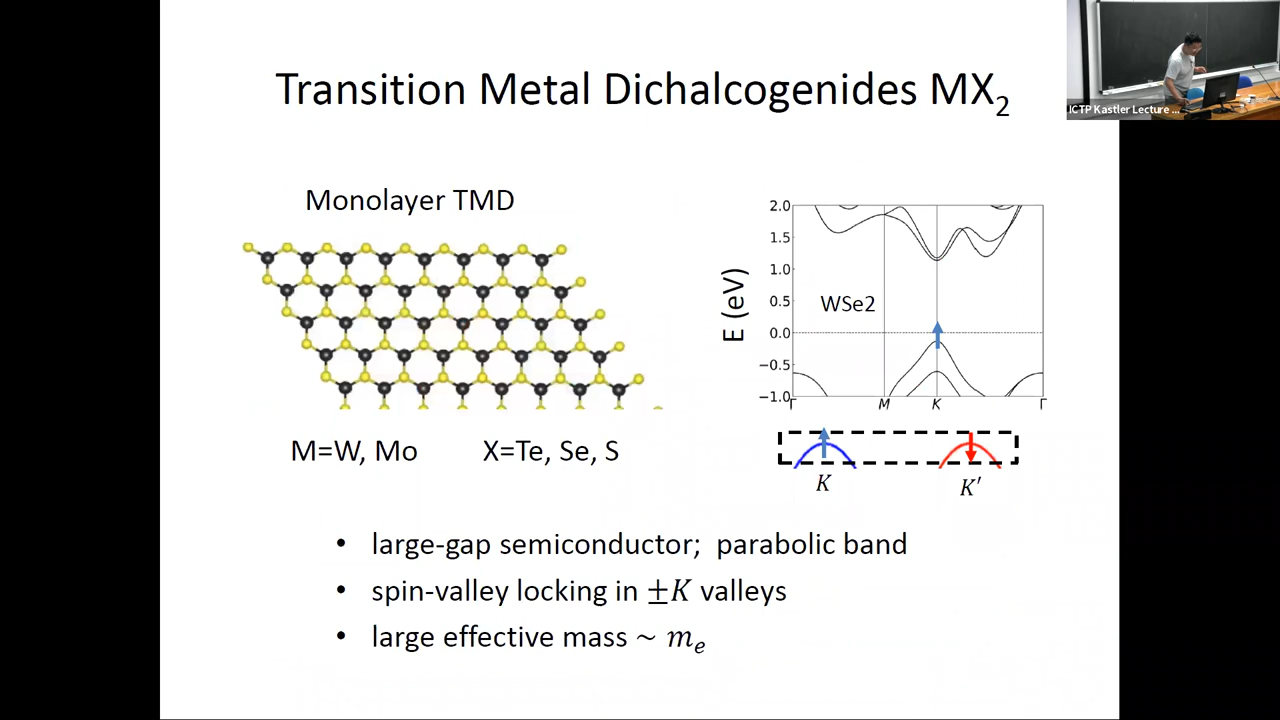 Transition Metal Dichalcogenides MX₂
ICTP Kastler Lecture ...
Monolayer TMD
M=W, Mo X=Te, Se, S
E (eV)
2.0
1.5
1.0
0.5
0.0
−0.5
−1.0
WSe2
Γ M K Γ
K K′
• large-gap semiconductor; parabolic band
• spin-valley locking in ±K valleys
• large effective mass ~ mₑ